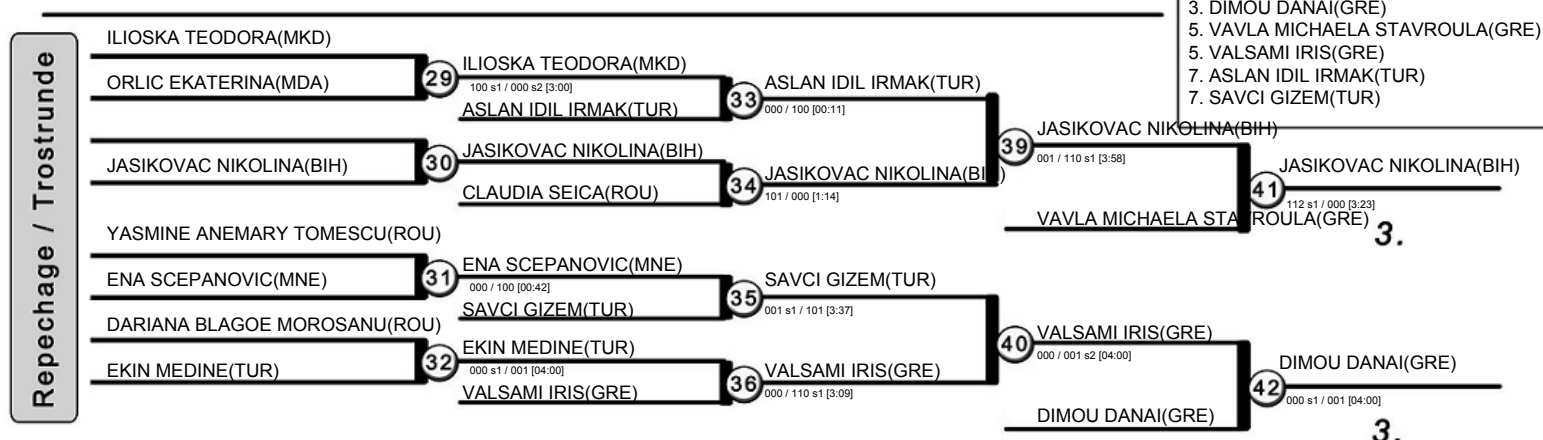 3. DIMOU DANAI(GRE)
5. VAVLA MICHAELA STAVROULA(GRE)
5. VALSAMI IRIS(GRE)
7. ASLAN IDIL IRMAK(TUR)
7. SAVCI GIZEM(TUR)
Repechage / Trostrunde
ILIOSKA TEODORA(MKD)
ORLIC EKATERINA(MDA)
29
ILIOSKA TEODORA(MKD)
100 s1 / 000 s2 [3:00]
ASLAN IDIL IRMAK(TUR)
33
ASLAN IDIL IRMAK(TUR)
000 / 100 [00:11]
JASIKOVAC NIKOLINA(BIH)
30
JASIKOVAC NIKOLINA(BIH)
CLAUDIA SEICA(ROU)
34
JASIKOVAC NIKOLINA(BIH)
101 / 000 [1:14]
39
JASIKOVAC NIKOLINA(BIH)
001 / 110 s1 [3:58]
VAVLA MICHAELA STAVROULA(GRE)
41
JASIKOVAC NIKOLINA(BIH)
112 s1 / 000 [3:23]
3.
YASMINE ANEMARY TOMESCU(ROU)
ENA SCEPANOVIC(MNE)
31
ENA SCEPANOVIC(MNE)
000 / 100 [00:42]
SAVCI GIZEM(TUR)
35
SAVCI GIZEM(TUR)
001 s1 / 101 [3:37]
DARIANA BLAGOE MOROSANU(ROU)
EKIN MEDINE(TUR)
32
EKIN MEDINE(TUR)
000 s1 / 001 [04:00]
VALSAMI IRIS(GRE)
36
VALSAMI IRIS(GRE)
000 / 110 s1 [3:09]
40
VALSAMI IRIS(GRE)
000 / 001 s2 [04:00]
DIMOU DANAI(GRE)
42
DIMOU DANAI(GRE)
000 s1 / 001 [04:00]
3.